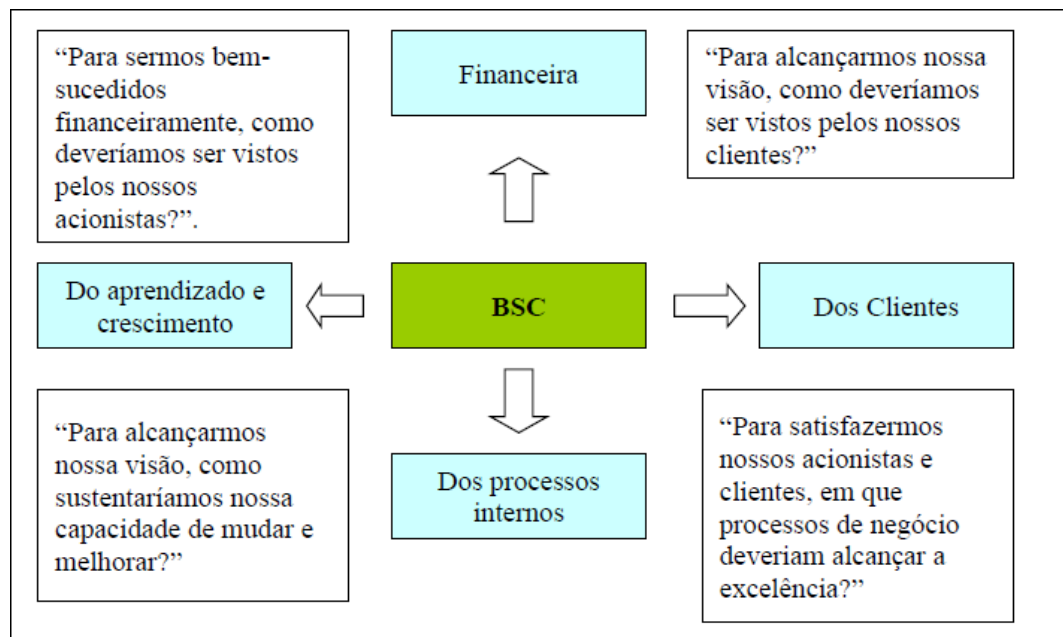 “Para sermos bem-
sucedidos
financeiramente, como
deveríamos ser vistos
pelos nossos
acionistas?”.
Financeira
“Para alcançarmos nossa
visão, como deveríamos
ser vistos pelos nossos
clientes?”
Do aprendizado e
crescimento
BSC
Dos Clientes
“Para alcançarmos
nossa visão, como
sustentaríamos nossa
capacidade de mudar e
melhorar?”
Dos processos
internos
“Para satisfazermos
nossos acionistas e
clientes, em que
processos de negócio
deveriam alcançar a
excelência?”